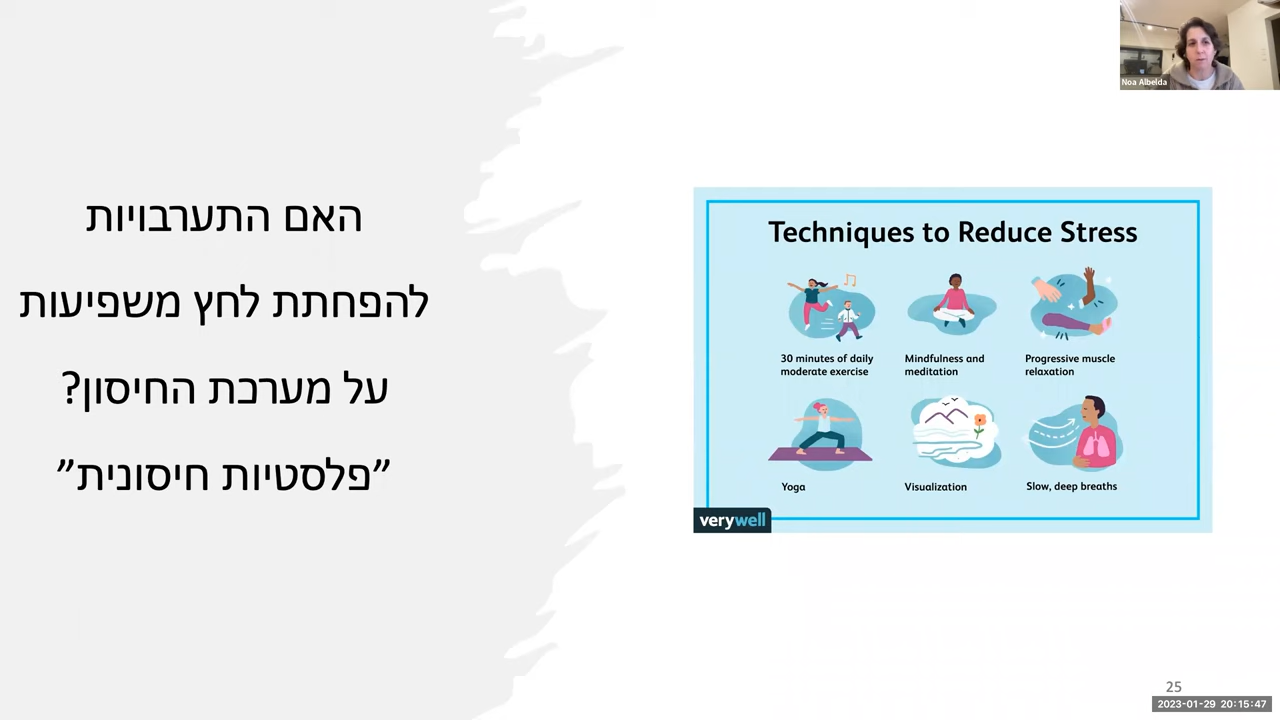 Noa Albelda
האם התערבויות
להפחתת לחץ משפיעות
על מערכת החיסון?
”פלסטיות חיסונית”
Techniques to Reduce Stress
30 minutes of daily
moderate exercise
Mindfulness and
meditation
Progressive muscle
relaxation
Yoga
Visualization
Slow, deep breaths
verywell
25
2023-01-29 20:15:47